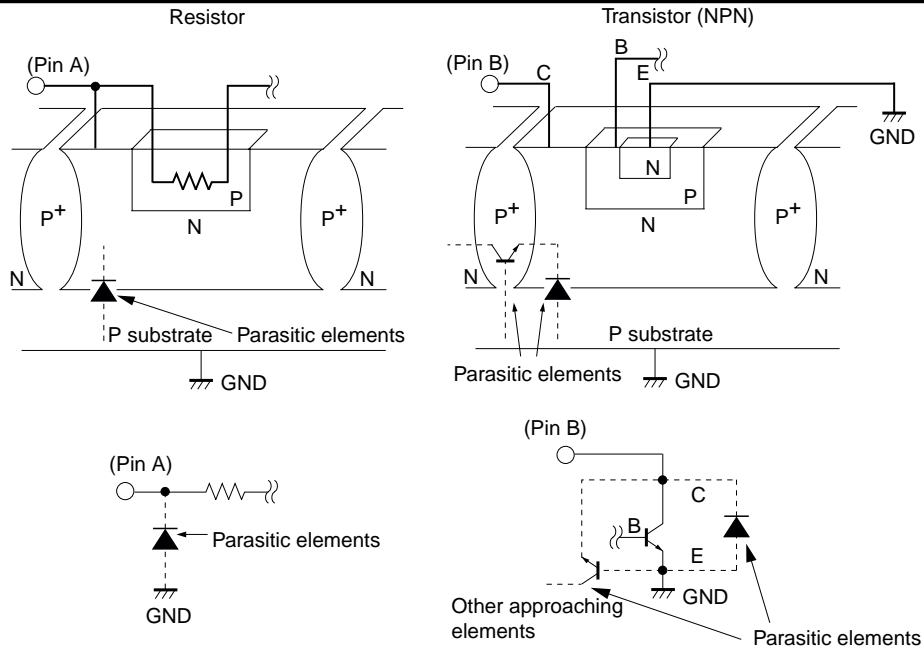 Resistor
(Pin A)
P
N
P+
P+
N
N
P substrate
Parasitic elements
GND
Transistor (NPN)
(Pin B)
C
B
E
GND
N
P
N
P+
P+
N
N
P substrate
Parasitic elements
GND
(Pin A)
Parasitic elements
GND
(Pin B)
C
B
E
GND
Other approaching
elements
Parasitic elements